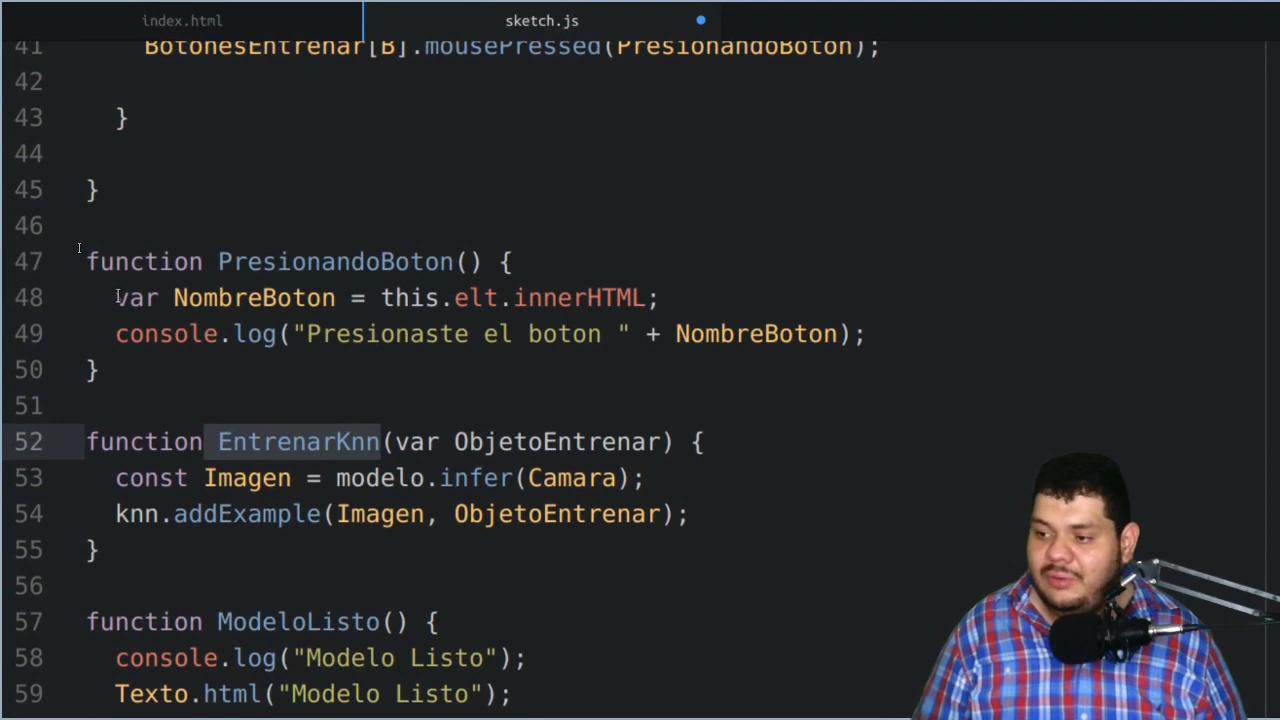 index.html
sketch.js
41 BotonesEntrenar[B].mousePressed(PresionandoBoton);
42
43 }
44
45 }
46
47 function PresionandoBoton() {
48 var NombreBoton = this.elt.innerHTML;
49 console.log("Presionaste el boton " + NombreBoton);
50 }
51
52 function EntrenarKnn(var ObjetoEntrenar) {
53 const Imagen = modelo.infer(Camara);
54 knn.addExample(Imagen, ObjetoEntrenar);
55 }
56
57 function ModeloListo() {
58 console.log("Modelo Listo");
59 Texto.html("Modelo Listo");